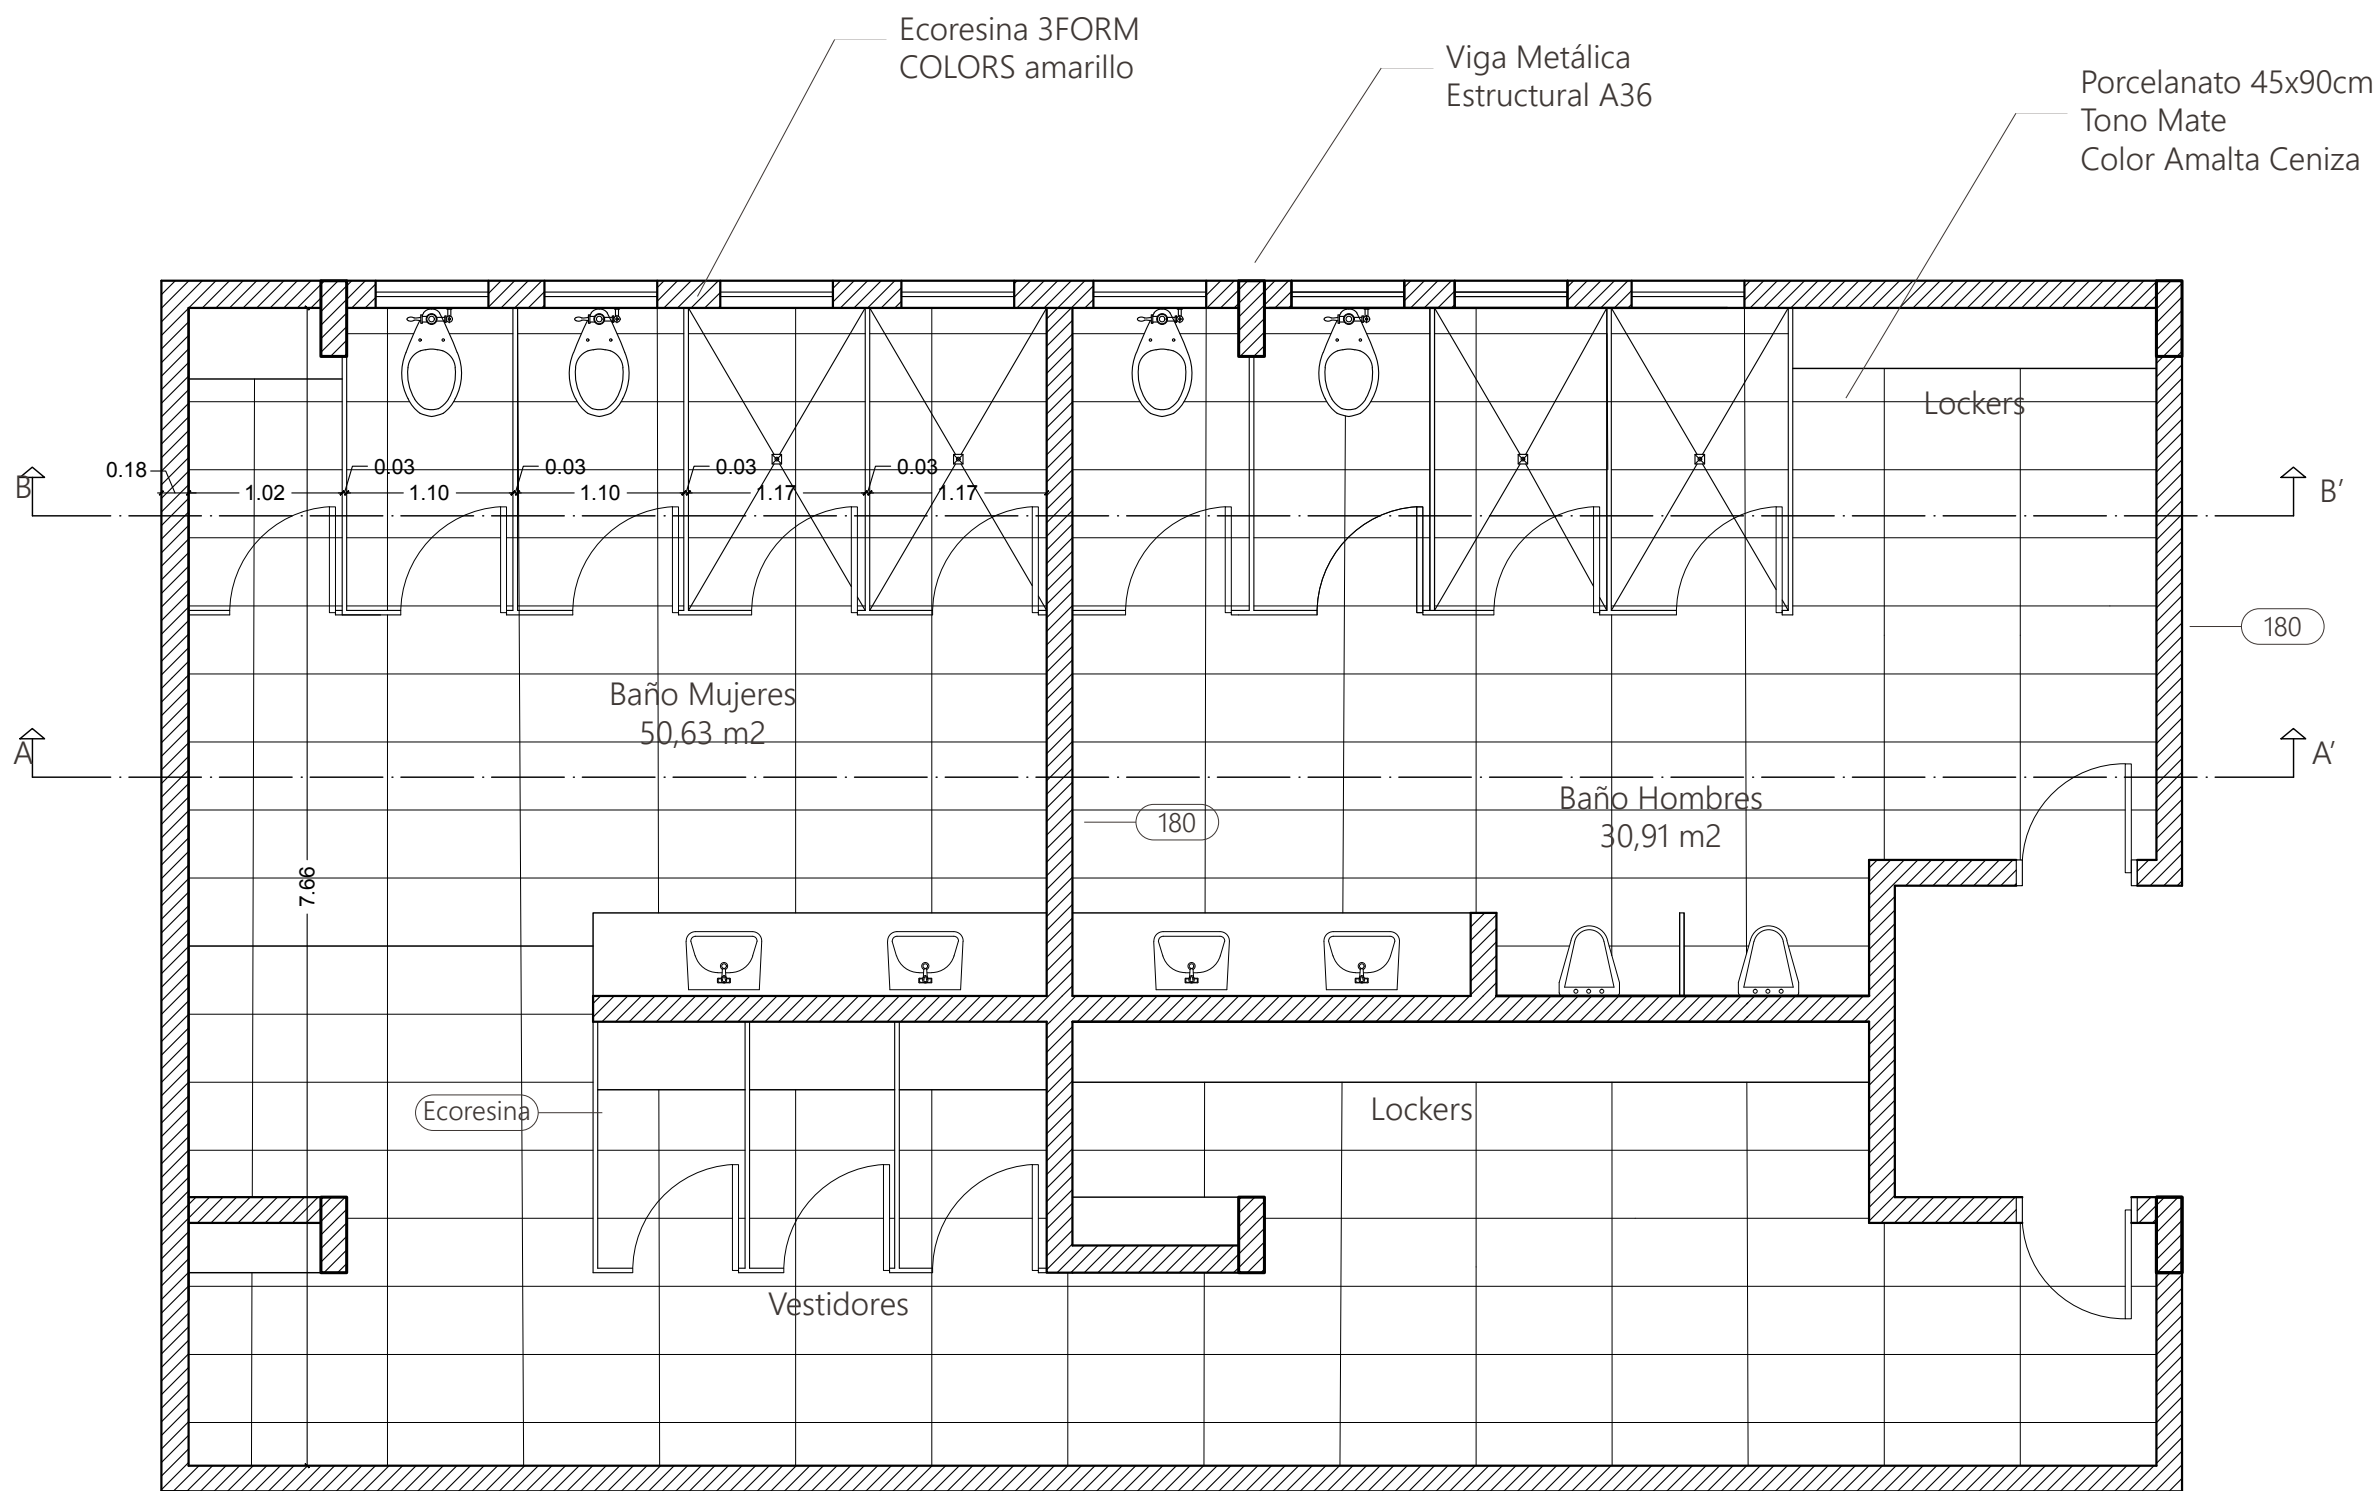 Ecoresina 3FORM
COLORS amarillo
Viga Metálica
Estructural A36
Porcelanato 45x90cm
Tono Mate
Color Amalta Ceniza
Lockers
0.18
0.03
0.03
0.03
0.03
B
1.02
1.10
1.10
1.17
1.17
B'
180
Baño Mujeres
50,63 m2
A
A'
Baño Hombres
30,91 m2
180
7.66
Ecoresina
Lockers
Vestidores